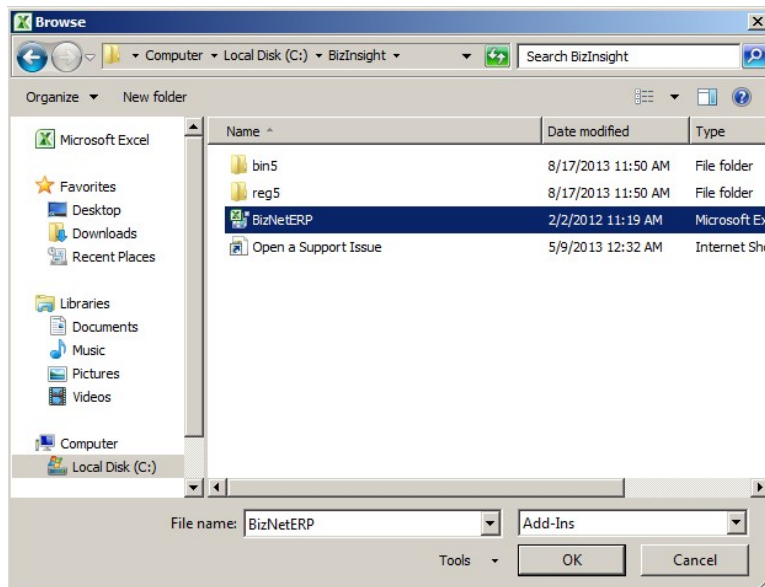 Browse
Computer Local Disk (C:) BizInsight Search BizInsight
Organize New folder
Microsoft Excel
Favorites
Desktop
Downloads
Recent Places
Libraries
Documents
Music
Pictures
Videos
Computer
Local Disk (C:)
Name Date modified Type
bin5 8/17/2013 11:50 AM File folder
reg5 8/17/2013 11:50 AM File folder
BizNetERP 2/2/2012 11:19 AM Microsoft Ex
Open a Support Issue 5/9/2013 12:32 AM Internet Sho
File name: BizNetERP Add-Ins
Tools OK Cancel